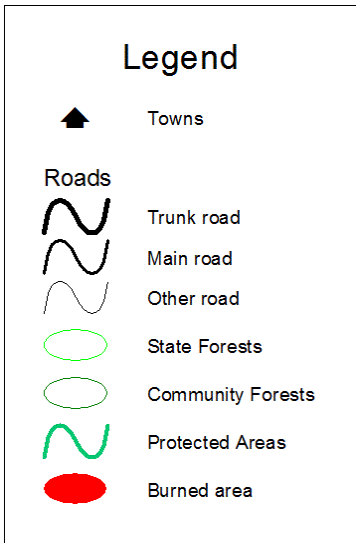 Legend
Towns
Roads
Trunk road
Main road
Other road
State Forests
Community Forests
Protected Areas
Burned area